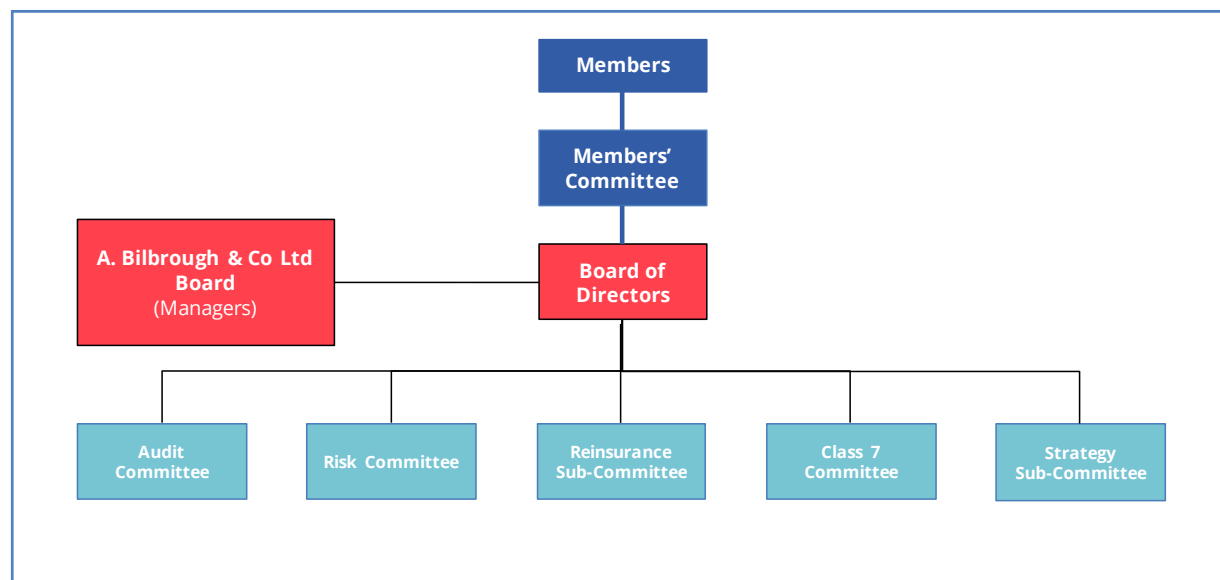 Members
Members’
Committee
A. Bilbrough & Co Ltd
Board
(Managers)
Board of
Directors
Audit
Committee
Risk Committee
Reinsurance
Sub-Committee
Class 7
Committee
Strategy
Sub-Committee